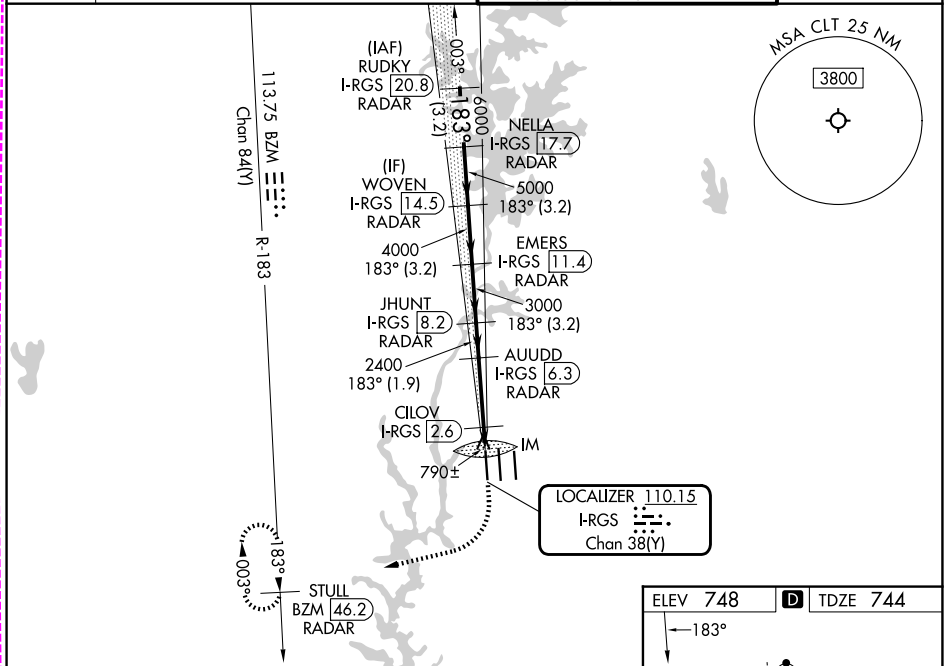 MSA CLT 25 NM
3800
(IAF)
RUDKY
I-RGS 20.8
RADAR
003°
183°
6000
(3.2)
113.75 BZM
Chan 84(Y)
R-183
NELLA
I-RGS 17.7
RADAR
5000
183° (3.2)
(IF)
WOVEN
I-RGS 14.5
RADAR
4000
183° (3.2)
EMERS
I-RGS 11.4
RADAR
3000
183° (3.2)
JHUNT
I-RGS 8.2
RADAR
2400
183° (1.9)
AUUDD
I-RGS 6.3
RADAR
CILOV
I-RGS 2.6
IM
790±
LOCALIZER 110.15
I-RGS
Chan 38(Y)
183°
003°
STULL
BZM 46.2
RADAR
ELEV 748 D TDZE 744
183°